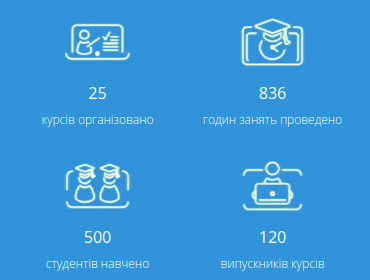 25
836
курсів організовано
годин занять проведено
500
120
студентів навчено
випускників курсів